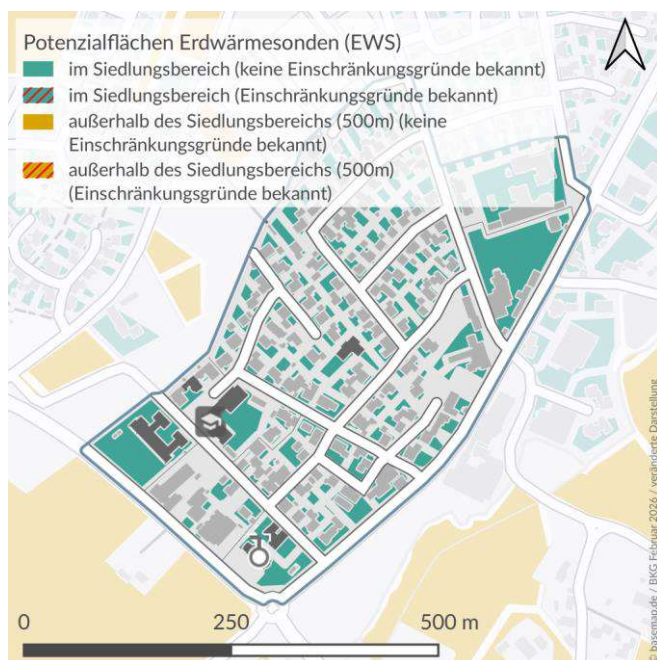 Potenzialflächen Erdwärmesonden (EWS)
im Siedlungsbereich (keine Einschränkungsgründe bekannt)
im Siedlungsbereich (Einschränkungsgründe bekannt)
außerhalb des Siedlungsbereichs (500m) (keine
Einschränkungsgründe bekannt)
außerhalb des Siedlungsbereichs (500m)
(Einschränkungsgründe bekannt)
© basemap.de / BKG Februar 2026 / veränderte Darstellung
0 250 500 m